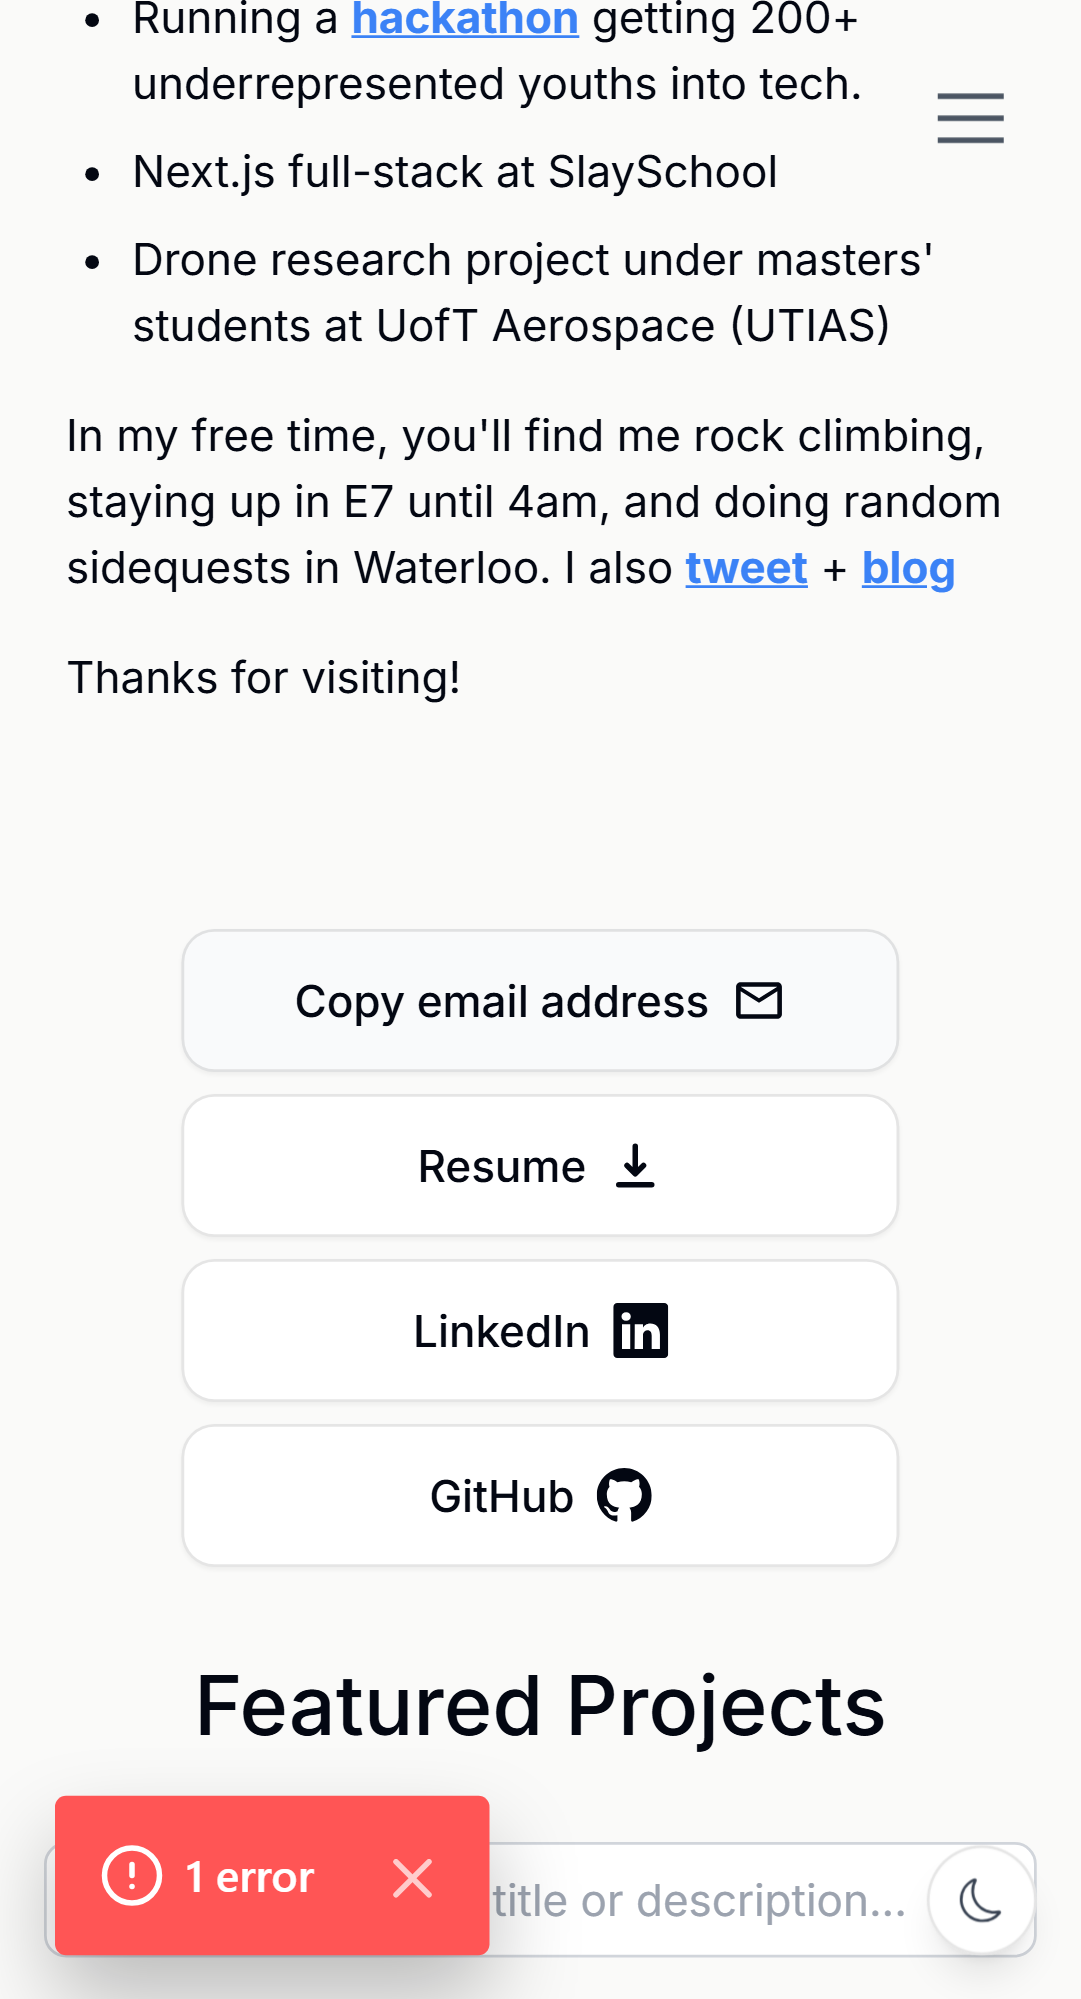 • Running a hackathon getting 200+
underrepresented youths into tech.
• Next.js full-stack at SlaySchool
• Drone research project under masters'
students at UofT Aerospace (UTIAS)
In my free time, you'll find me rock climbing,
staying up in E7 until 4am, and doing random
sidequests in Waterloo. I also tweet + blog
Thanks for visiting!
Copy email address
Resume
LinkedIn
GitHub
Featured Projects
1 error
title or description...